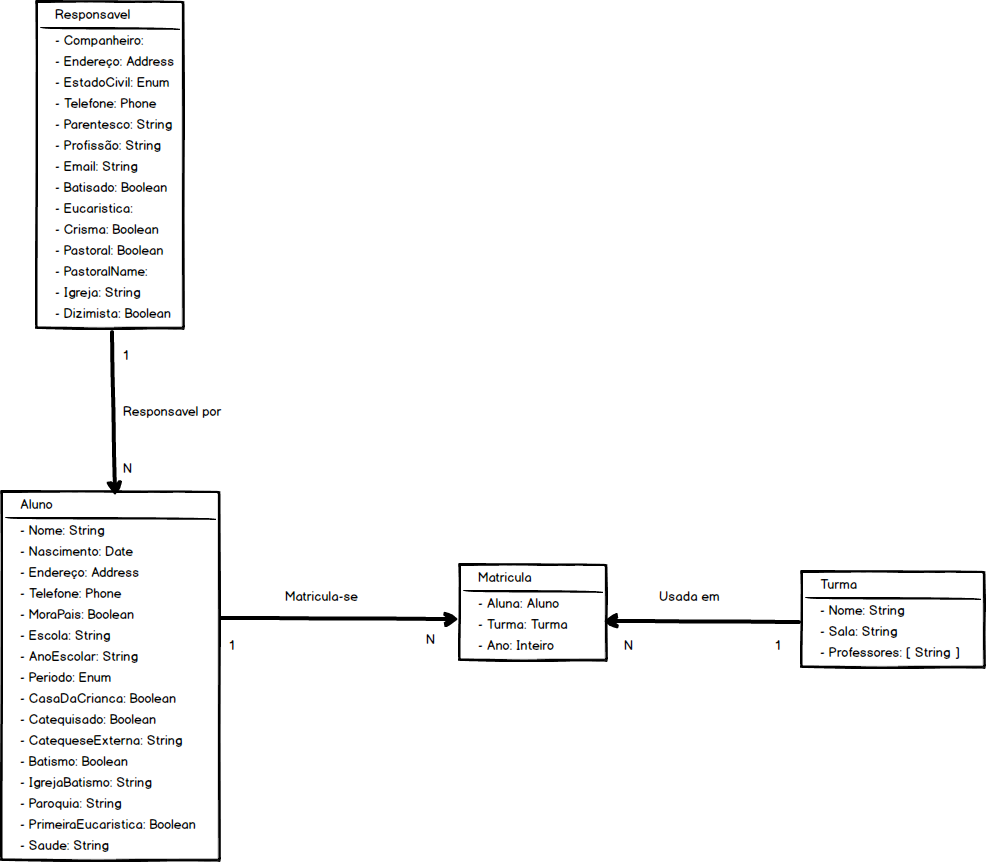 Responsavel
- Companheiro:
- Endereço: Address
- EstadoCivil: Enum
- Telefone: Phone
- Parentesco: String
- Profissão: String
- Email: String
- Batisado: Boolean
- Eucaristica:
- Crisma: Boolean
- Pastoral: Boolean
- PastoralName:
- Igreja: String
- Dizimista: Boolean
1
Responsavel por
N
Aluno
- Nome: String
- Nascimento: Date
- Endereço: Address
- Telefone: Phone
- MoraPais: Boolean
- Escola: String
- AnoEscolar: String
- Periodo: Enum
- CasaDaCrianca: Boolean
- Catequisado: Boolean
- CatequeseExterna: String
- Batismo: Boolean
- IgrejaBatismo: String
- Paroquia: String
- PrimeiraEucaristica: Boolean
- Saude: String
Matricula-se
1
N
Matricula
- Aluna: Aluno
- Turma: Turma
- Ano: Inteiro
Usada em
N
1
Turma
- Nome: String
- Sala: String
- Professores: [ String ]